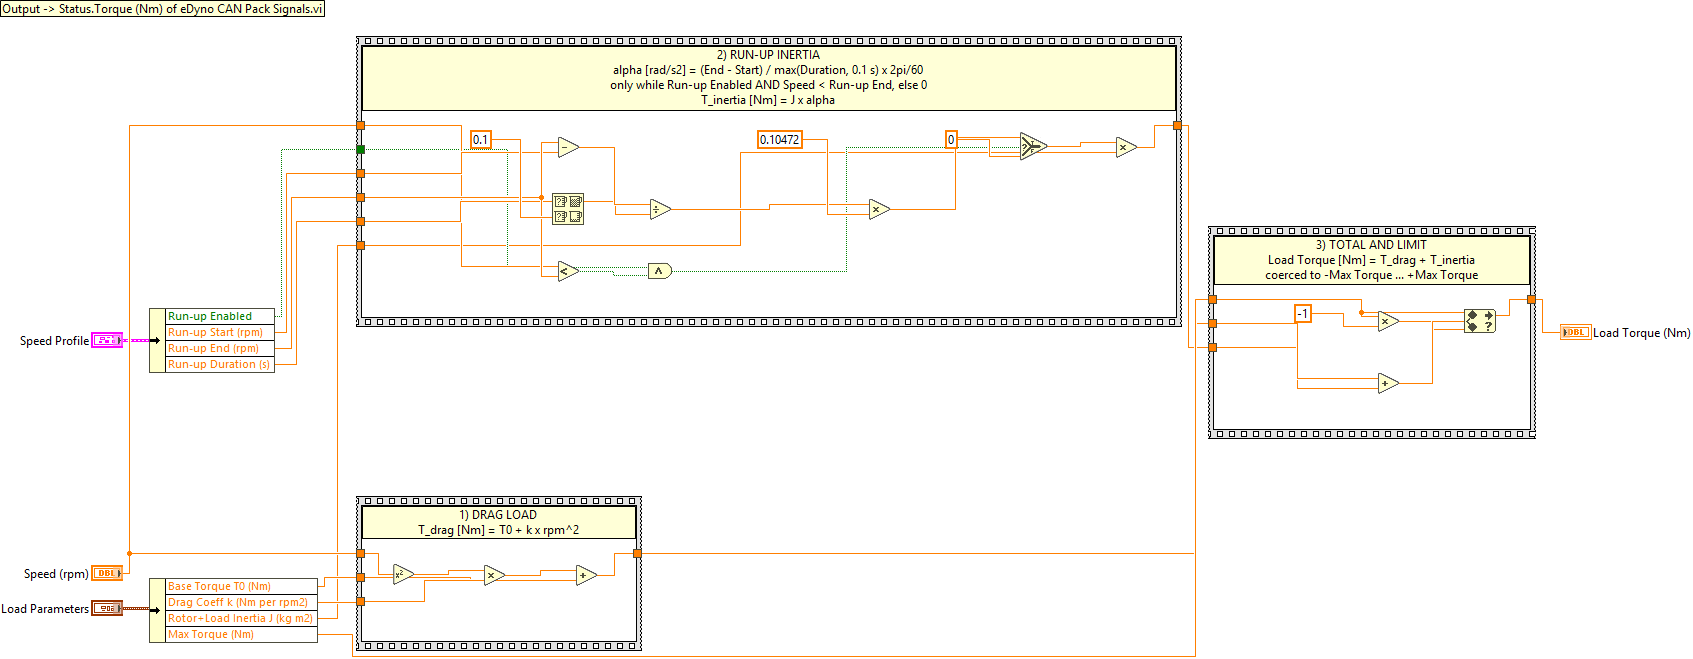 Output -> Status.Torque (Nm) of eDyno CAN Pack Signals.vi
2) RUN-UP INERTIA
alpha [rad/s2] = (End - Start) / max(Duration, 0.1 s) x 2pi/60
only while Run-up Enabled AND Speed < Run-up End, else 0
T_inertia [Nm] = J x alpha
0.1
0.10472
0
3) TOTAL AND LIMIT
Load Torque [Nm] = T_drag + T_inertia
coerced to -Max Torque ... +Max Torque
-1
Run-up Enabled
Run-up Start (rpm)
Run-up End (rpm)
Run-up Duration (s)
Speed Profile
DBL
Load Torque (Nm)
1) DRAG LOAD
T_drag [Nm] = T0 + k x rpm^2
x²
Speed (rpm)
DBL
Load Parameters
Base Torque T0 (Nm)
Drag Coeff k (Nm per rpm2)
Rotor+Load Inertia J (kg m2)
Max Torque (Nm)